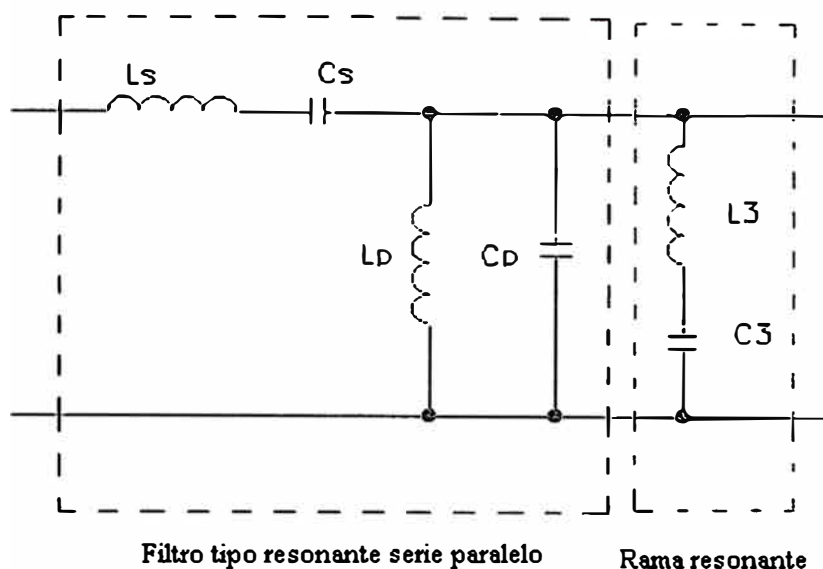 Ls
Cs
LD
CD
L3
C3
Filtro tipo resonante serie paralelo
Rama resonante